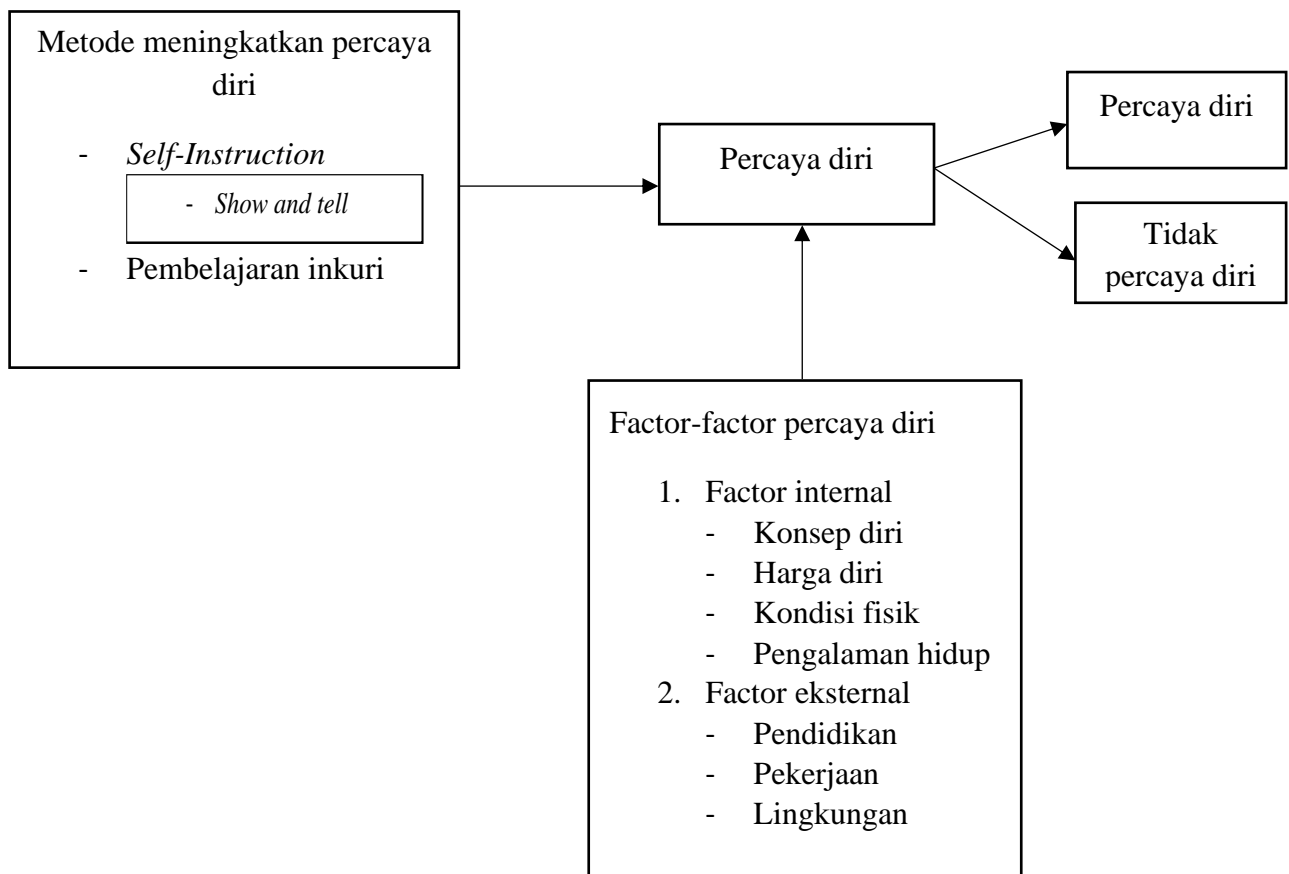 Metode meningkatkan percaya
diri
- Self-Instruction
- Show and tell
- Pembelajaran inkuri
Percaya diri
Percaya diri
Tidak
percaya diri
Factor-factor percaya diri
1. Factor internal
- Konsep diri
- Harga diri
- Kondisi fisik
- Pengalaman hidup
2. Factor eksternal
- Pendidikan
- Pekerjaan
- Lingkungan